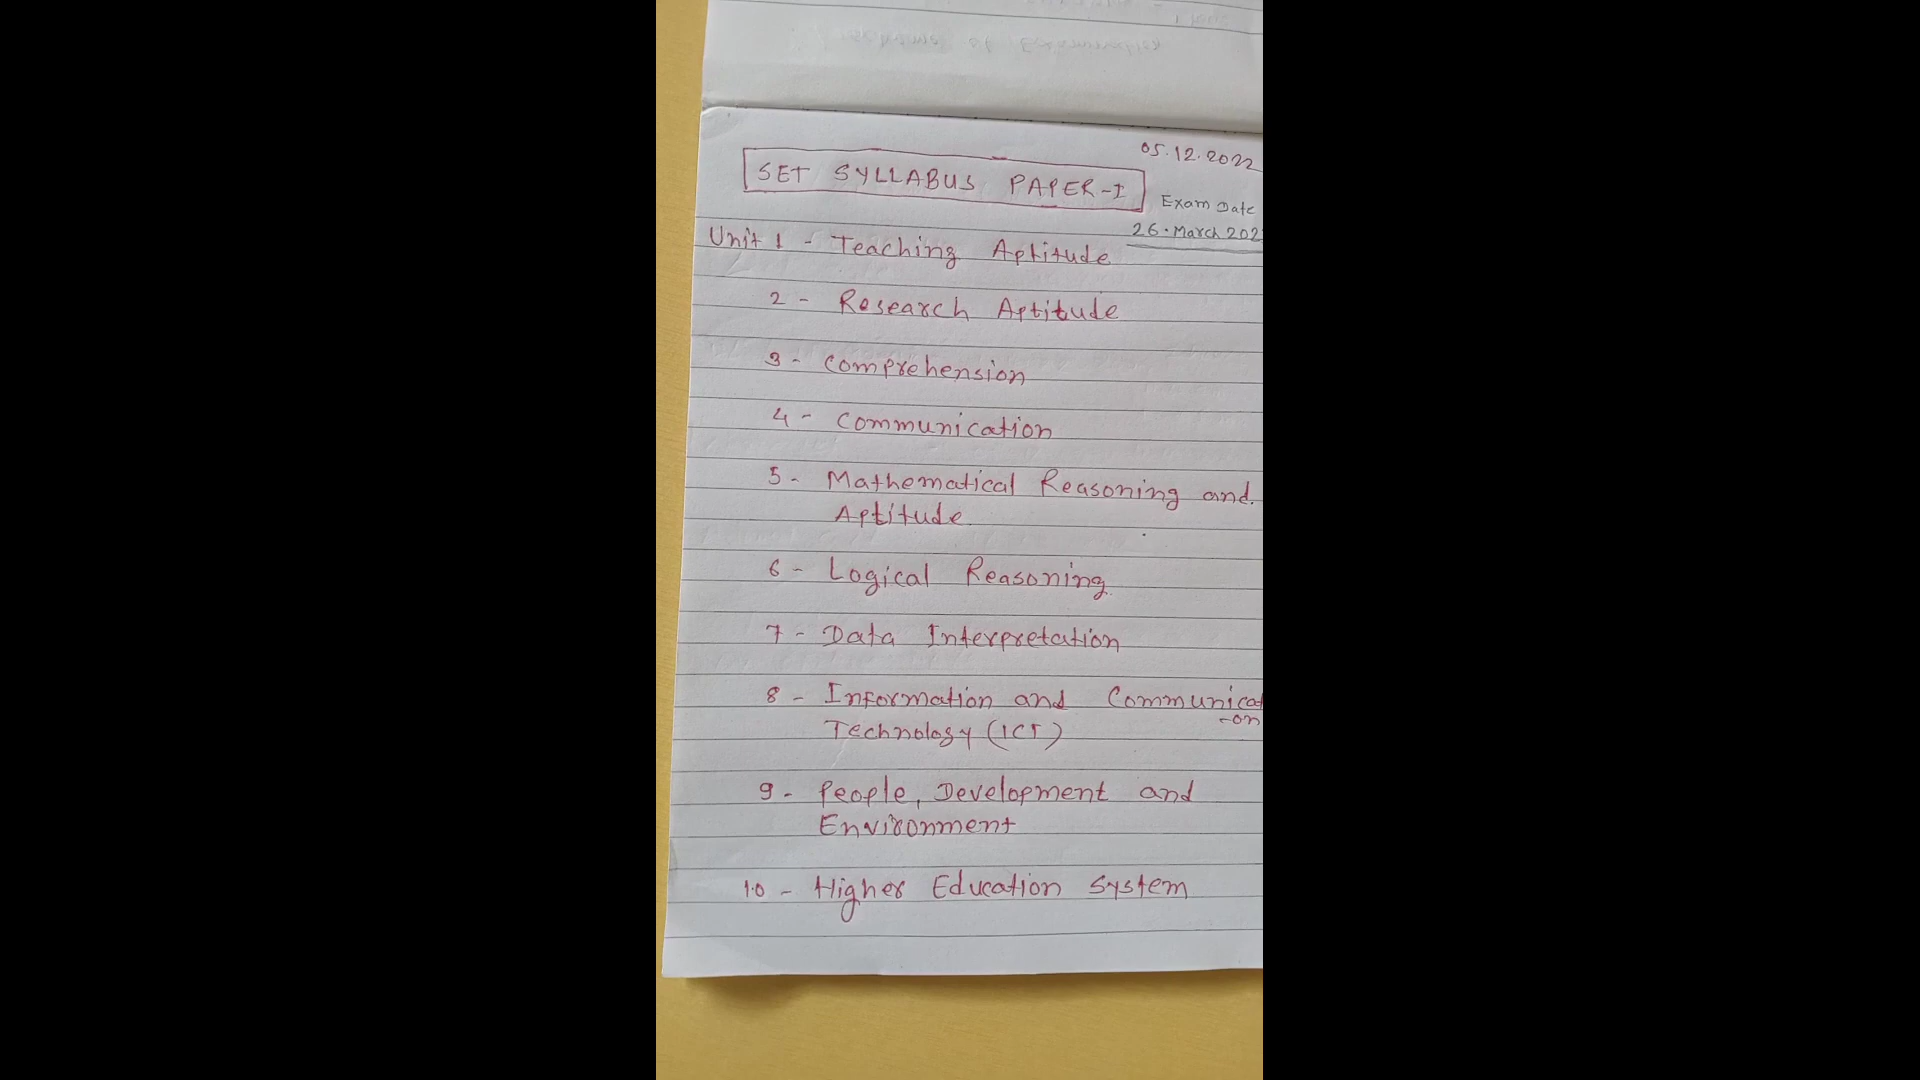 05.12.2022
SET SYLLABUS PAPER-I
Exam Date
26. March 202
Unit 1 - Teaching Aptitude
2 - Research Aptitude
3 - Comprehension
4 - Communication
5 - Mathematical Reasoning and
Aptitude
6 - Logical Reasoning
7 - Data Interpretation
8 - Information and Communicat
-on
Technology (ICT)
9 - People, Development and
Environment
10 - Higher Education System